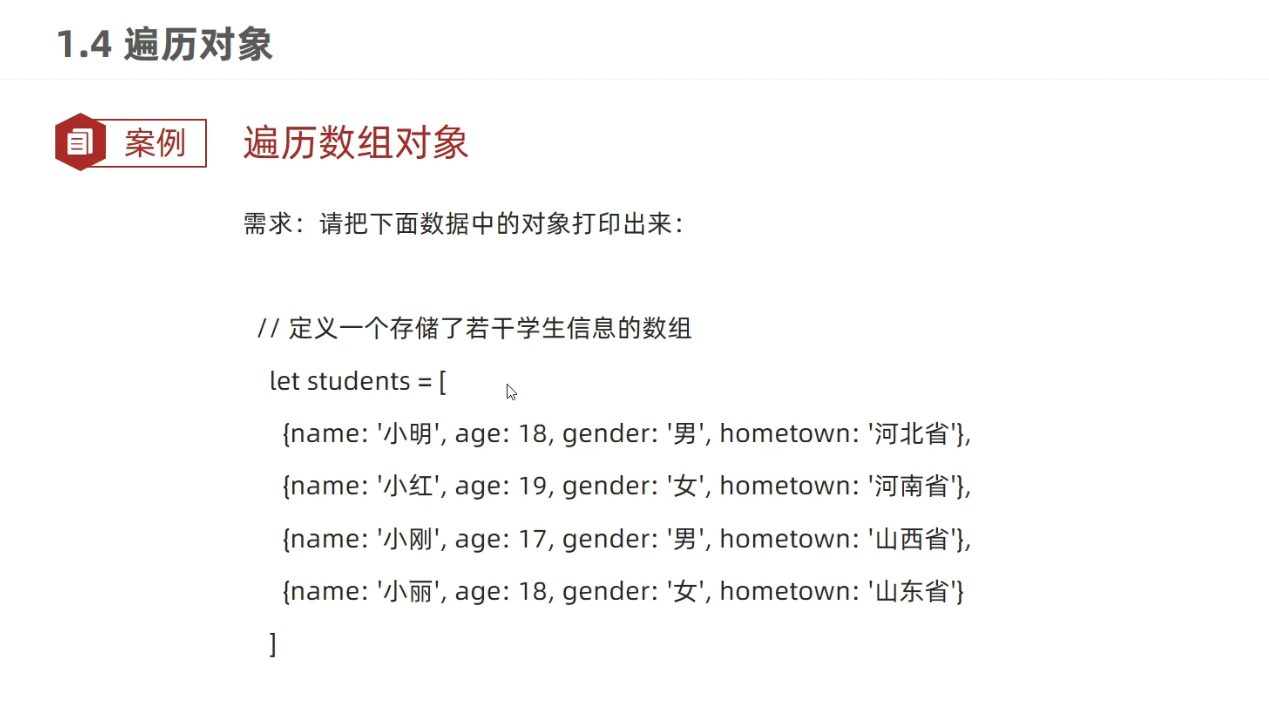 1.4 遍历对象
案例
遍历数组对象
需求：请把下面数据中的对象打印出来：
// 定义一个存储了若干学生信息的数组
let students = [
{name: '小明', age: 18, gender: '男', hometown: '河北省'},
{name: '小红', age: 19, gender: '女', hometown: '河南省'},
{name: '小刚', age: 17, gender: '男', hometown: '山西省'},
{name: '小丽', age: 18, gender: '女', hometown: '山东省'}
]